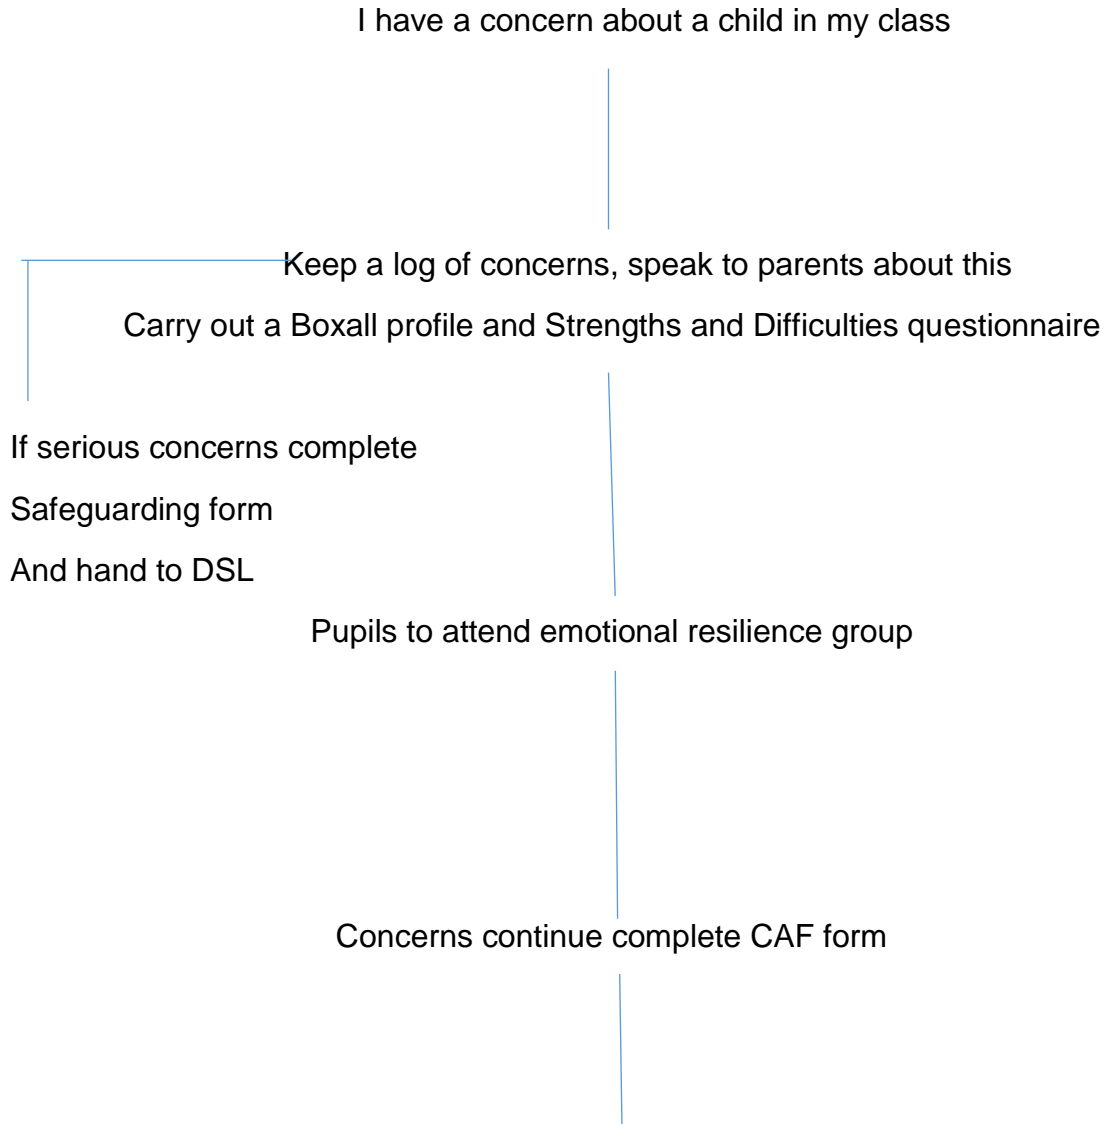 I have a concern about a child in my class
Keep a log of concerns, speak to parents about this
Carry out a Boxall profile and Strengths and Difficulties questionnaire
If serious concerns complete
Safeguarding form
And hand to DSL
Pupils to attend emotional resilience group
Concerns continue complete CAF form